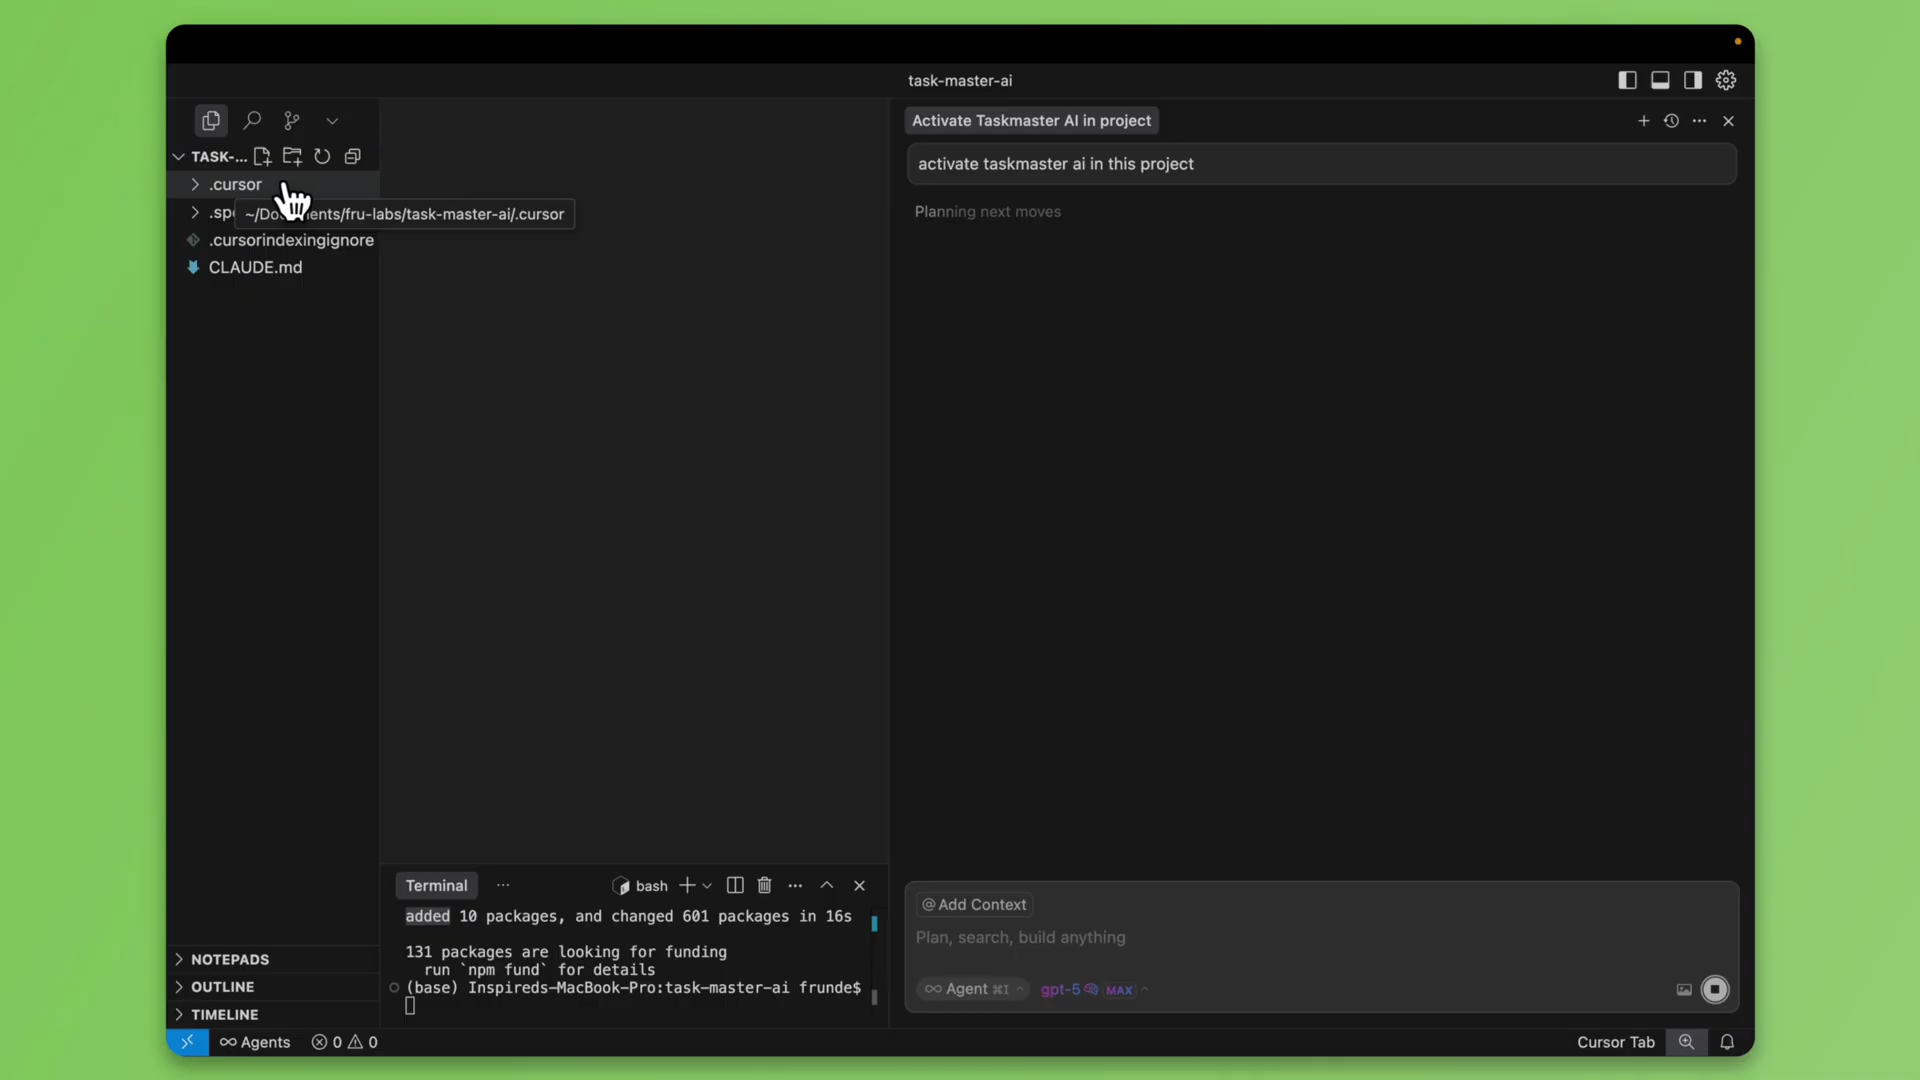 task-master-ai
TASK-...
.cursor
.spe
~/Documents/fru-labs/task-master-ai/.cursor
.cursorindexingignore
CLAUDE.md
NOTEPADS
OUTLINE
TIMELINE
Terminal
bash
added 10 packages, and changed 601 packages in 16s
131 packages are looking for funding
run `npm fund` for details
(base) Inspireds-MacBook-Pro:task-master-ai frunde$
Activate Taskmaster AI in project
activate taskmaster ai in this project
Planning next moves
@ Add Context
Plan, search, build anything
Agent ⌘I
gpt-5 MAX
Agents 0 0
Cursor Tab